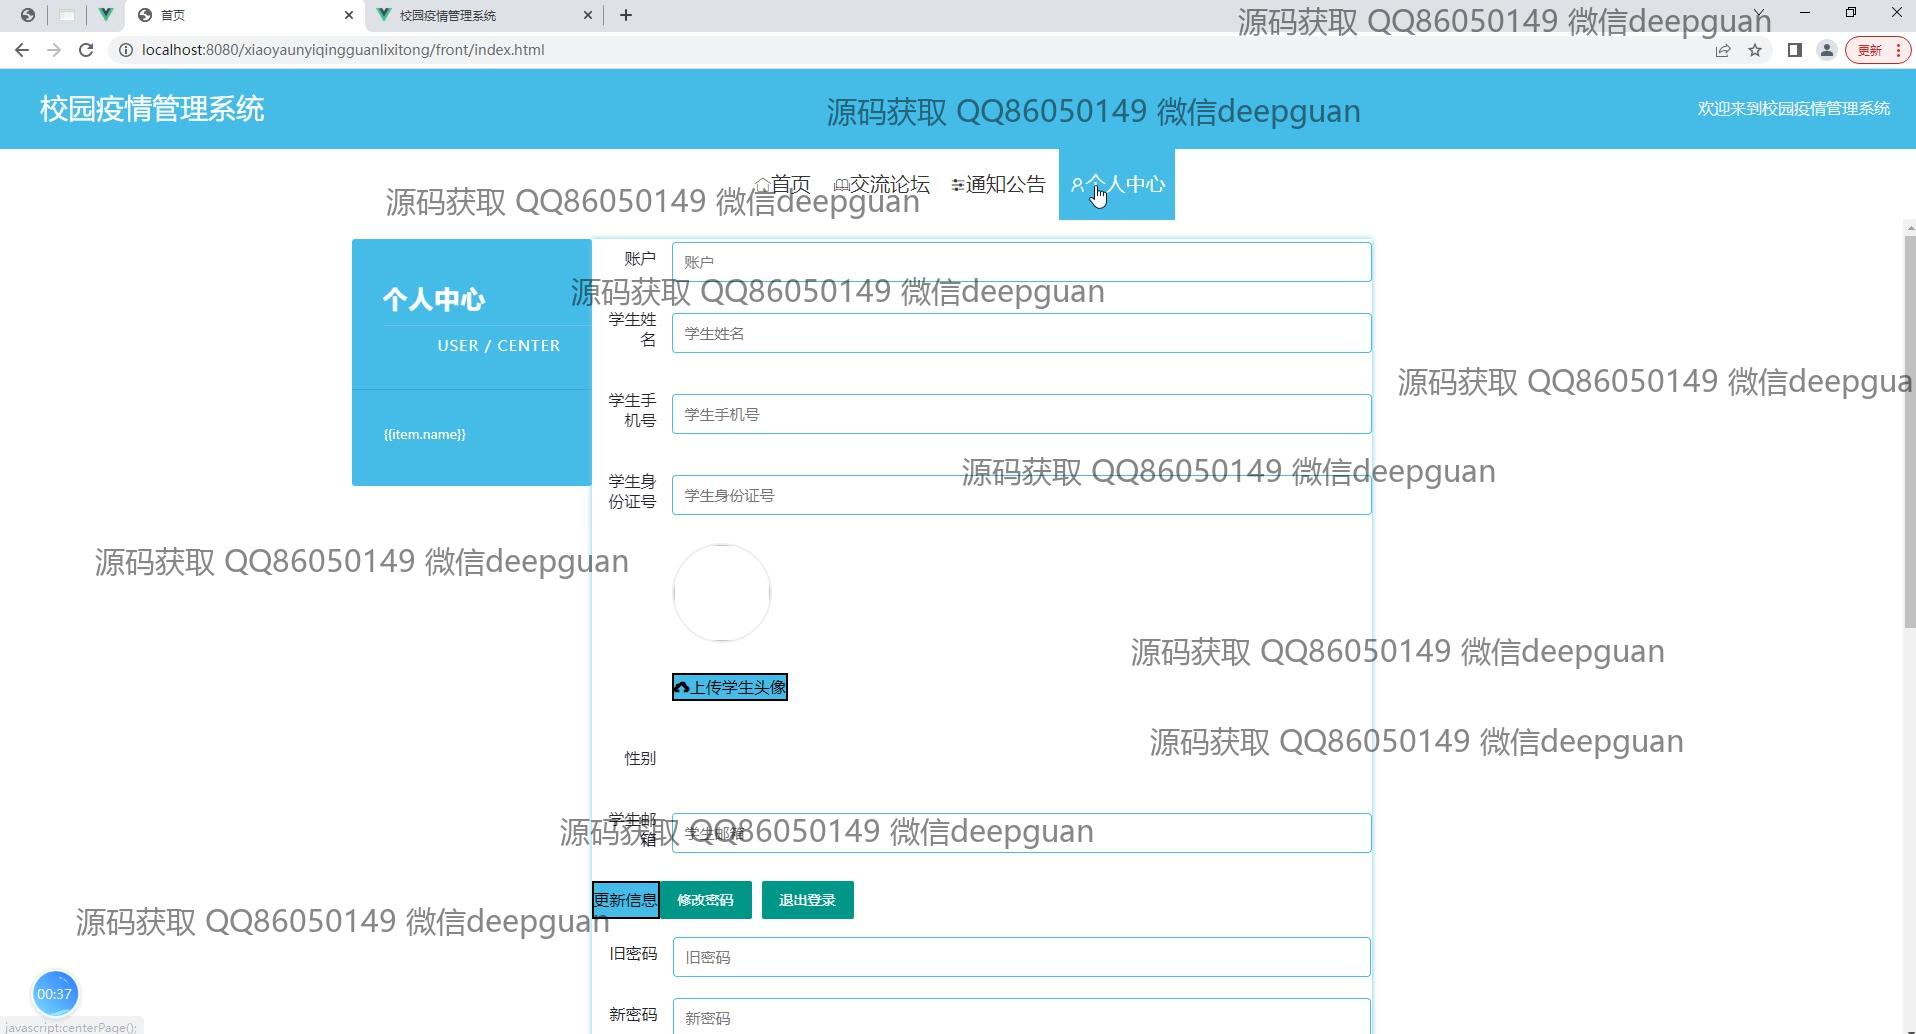 首页
校园疫情管理系统
源码获取 QQ86050149 微信deepguan
localhost:8080/xiaoyaunyiqingguanlixitong/front/index.html
更新
校园疫情管理系统
源码获取 QQ86050149 微信deepguan
欢迎来到校园疫情管理系统
首页 交流论坛 通知公告 个人中心
源码获取 QQ86050149 微信deepguan
个人中心
USER / CENTER
{{item.name}}
账户
账户
源码获取 QQ86050149 微信deepguan
学生姓
名
学生姓名
源码获取 QQ86050149 微信deepgua
学生手
机号
学生手机号
源码获取 QQ86050149 微信deepguan
学生身
份证号
学生身份证号
源码获取 QQ86050149 微信deepguan
源码获取 QQ86050149 微信deepguan
上传学生头像
源码获取 QQ86050149 微信deepguan
性别
学生邮
箱
学生邮箱
源码获取 QQ86050149 微信deepguan
更新信息 修改密码 退出登录
源码获取 QQ86050149 微信deepguan
旧密码
旧密码
新密码
新密码
00:37
javascript:centerPage();